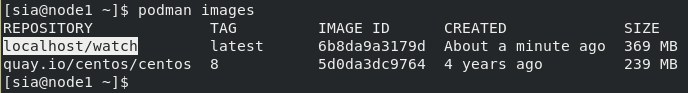 [sia@node1 ~]$ podman images
REPOSITORY TAG IMAGE ID CREATED SIZE
localhost/watch latest 6b8da9a3179d About a minute ago 369 MB
quay.io/centos/centos 8 5d0da3dc9764 4 years ago 239 MB
[sia@node1 ~]$